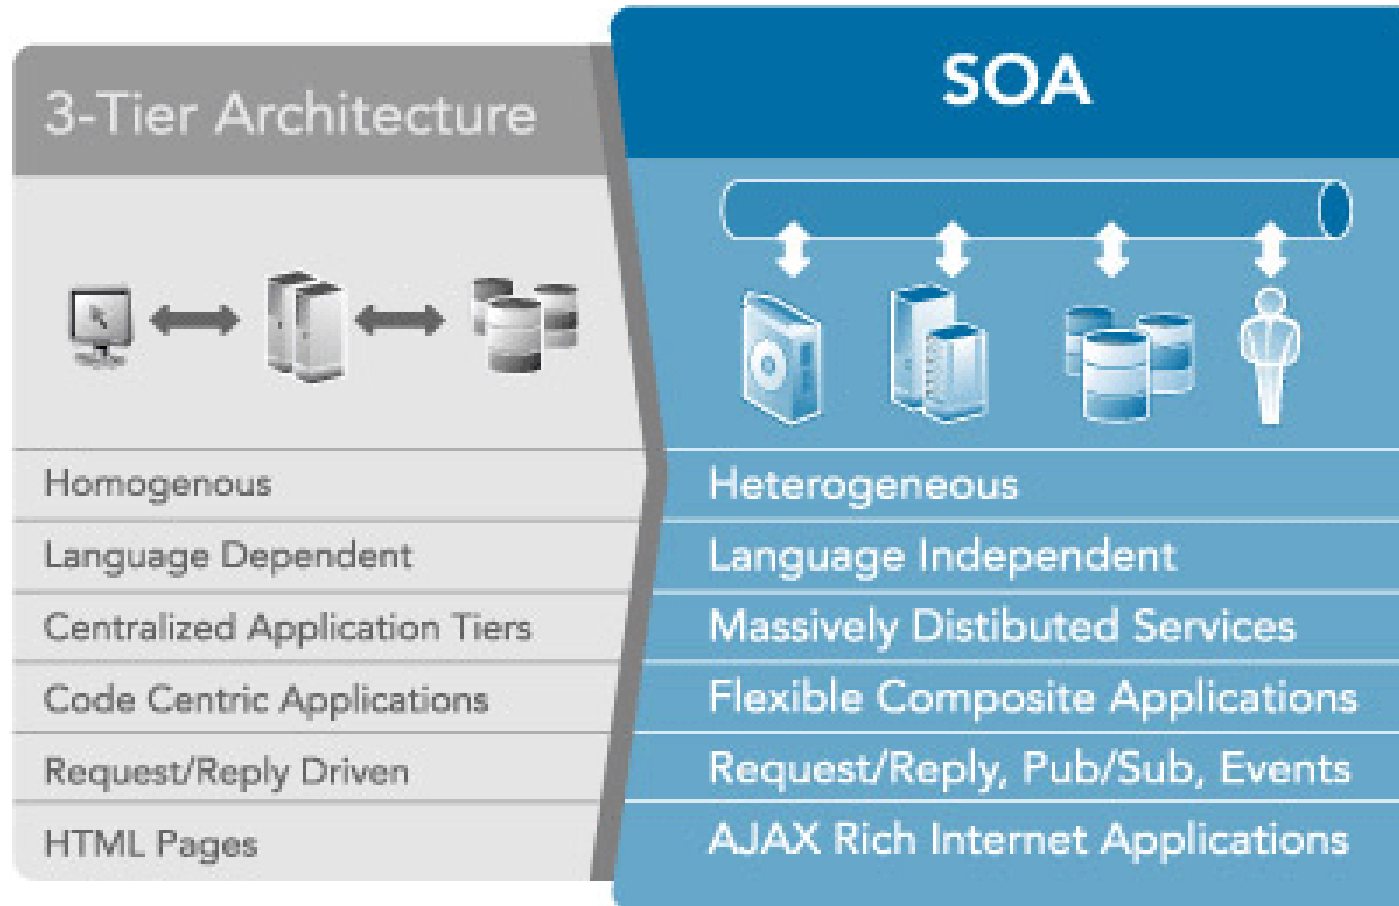 3-Tier Architecture
Homogenous
Language Dependent
Centralized Application Tiers
Code Centric Applications
Request/Reply Driven
HTML Pages
SOA
Heterogeneous
Language Independent
Massively Distibuted Services
Flexible Composite Applications
Request/Reply, Pub/Sub, Events
AJAX Rich Internet Applications